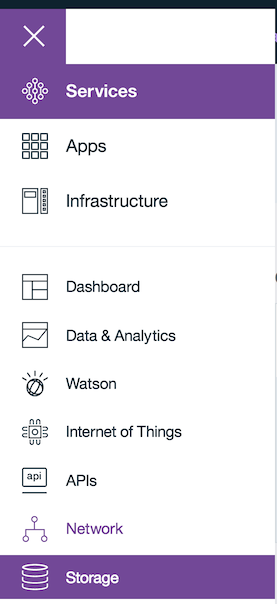 Services
Apps
Infrastructure
Dashboard
Data & Analytics
Watson
Internet of Things
api
APIs
Network
Storage